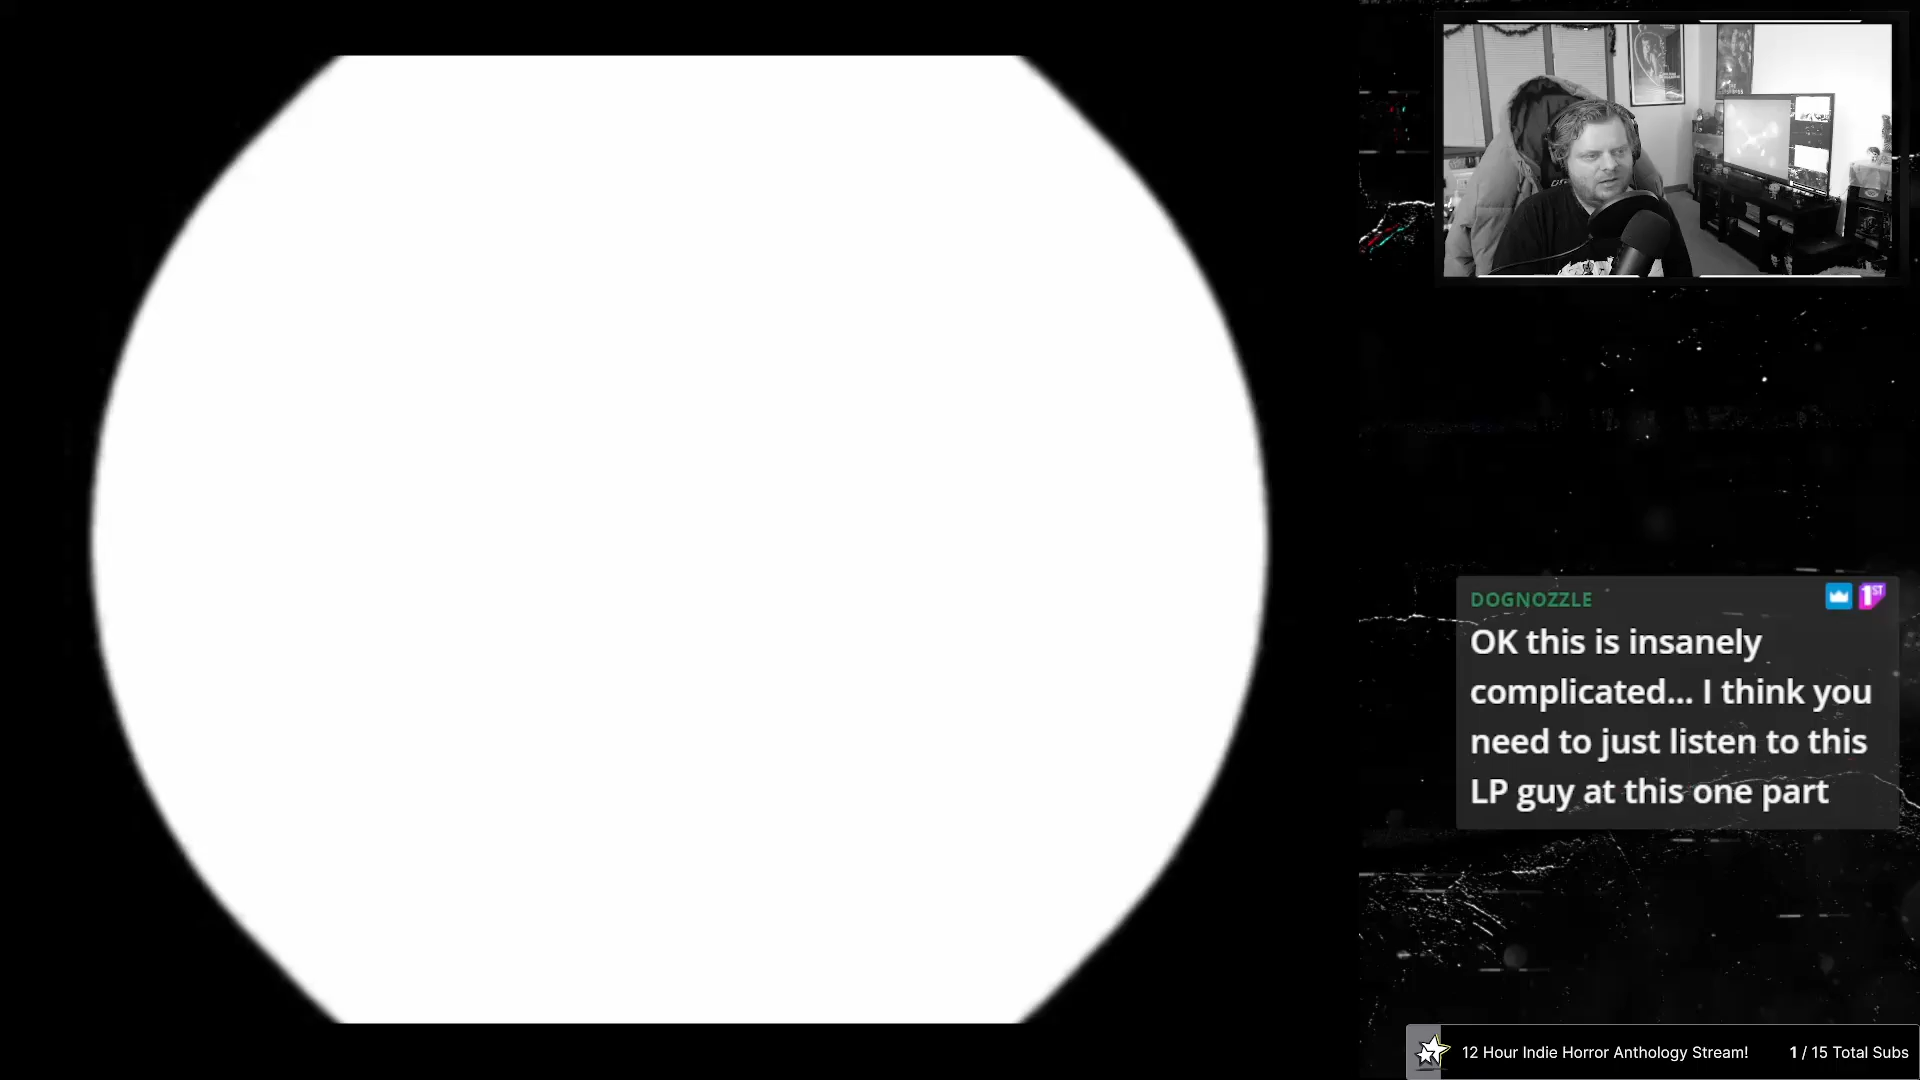 DOGNOZZLE
1ST
OK this is insanely
complicated... I think you
need to just listen to this
LP guy at this one part
12 Hour Indie Horror Anthology Stream! 1 / 15 Total Subs